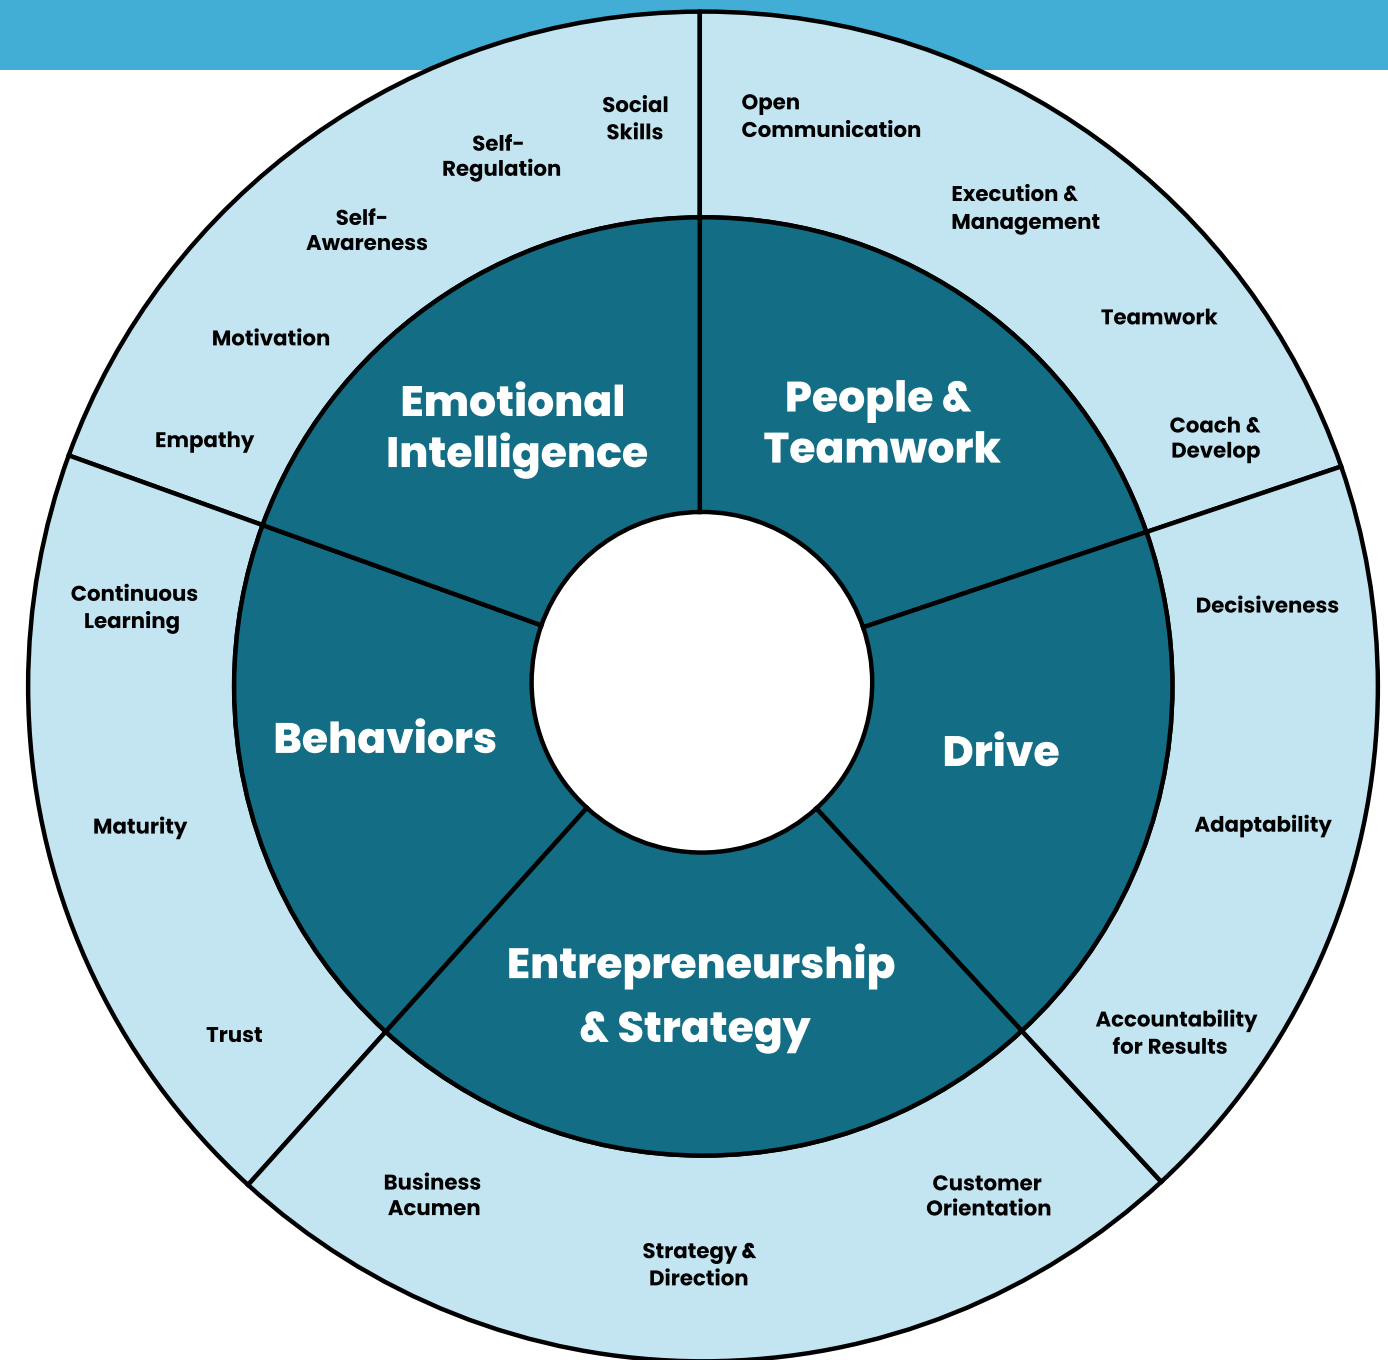 Social
Skills
Open
Communication
Self-
Regulation
Execution &
Management
Self-
Awareness
Teamwork
Motivation
Coach &
Develop
Empathy
Emotional
Intelligence
People &
Teamwork
Continuous
Learning
Decisiveness
Behaviors
Drive
Maturity
Adaptability
Entrepreneurship
& Strategy
Trust
Accountability
for Results
Business
Acumen
Customer
Orientation
Strategy &
Direction